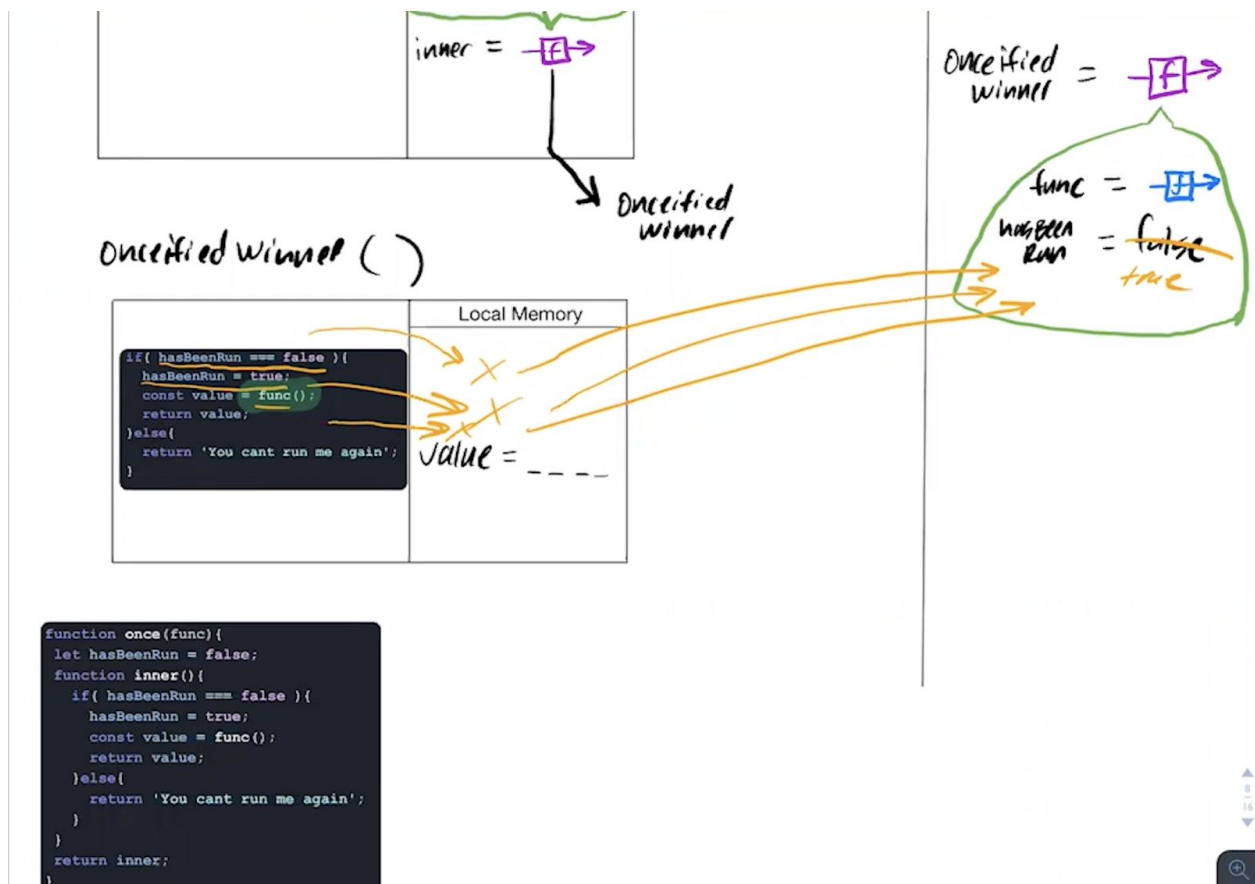 inner = f
Onceified
winner
= f
func = f
hasBeen
Run
= false
true
Onceified
winner
Onceified winner ( )
Local Memory
if( hasBeenRun === false ){
hasBeenRun = true;
const value = func();
return value;
}else{
return 'You cant run me again';
}
value = _ _ _ _
function once(func){
let hasBeenRun = false;
function inner(){
if( hasBeenRun === false ){
hasBeenRun = true;
const value = func();
return value;
}else{
return 'You cant run me again';
}
}
return inner;
}
8
16